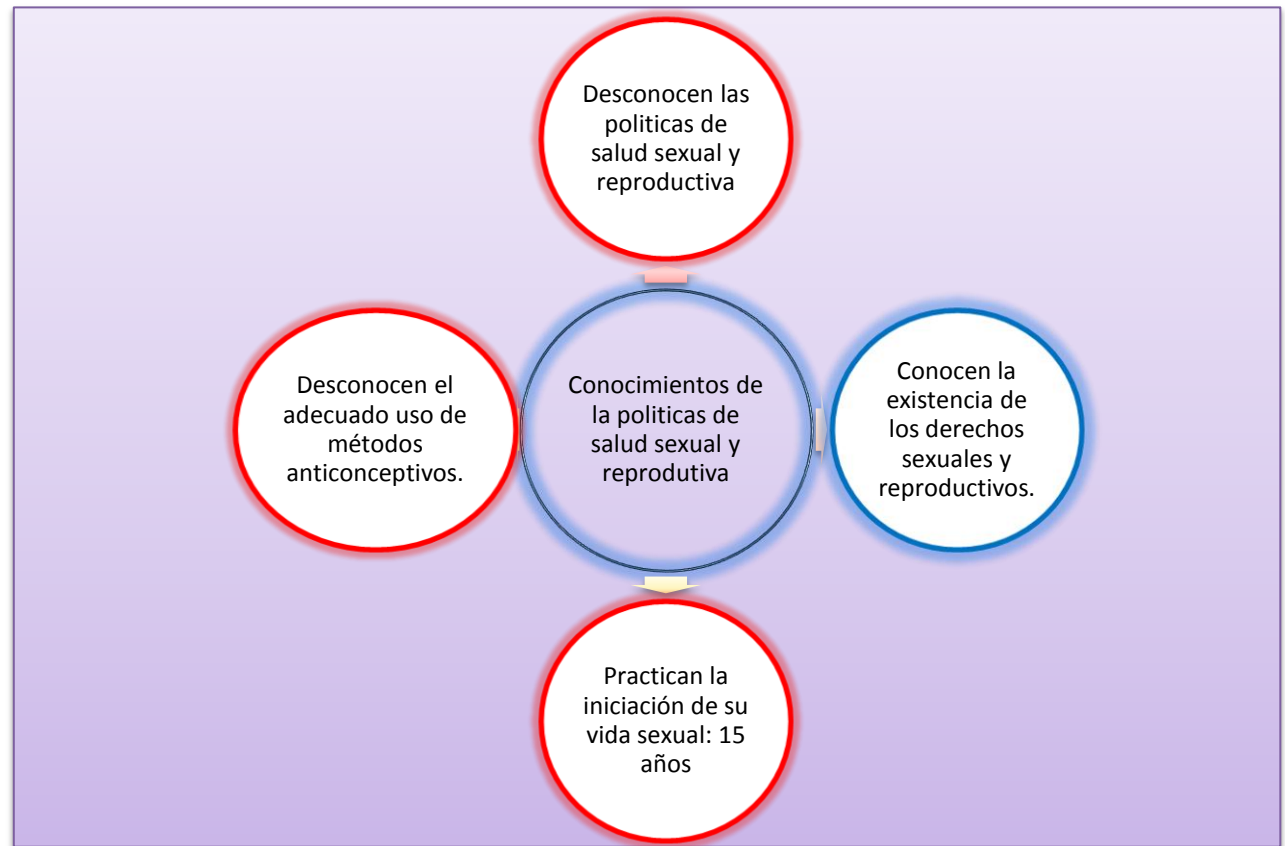 Desconocen las
politicas de
salud sexual y
reproductiva
Desconocen el
adecuado uso de
métodos
anticonceptivos.
Conocimientos de
la politicas de
salud sexual y
reprodutiva
Conocen la
existencia de
los derechos
sexuales y
reproductivos.
Practican la
iniciación de su
vida sexual: 15
años